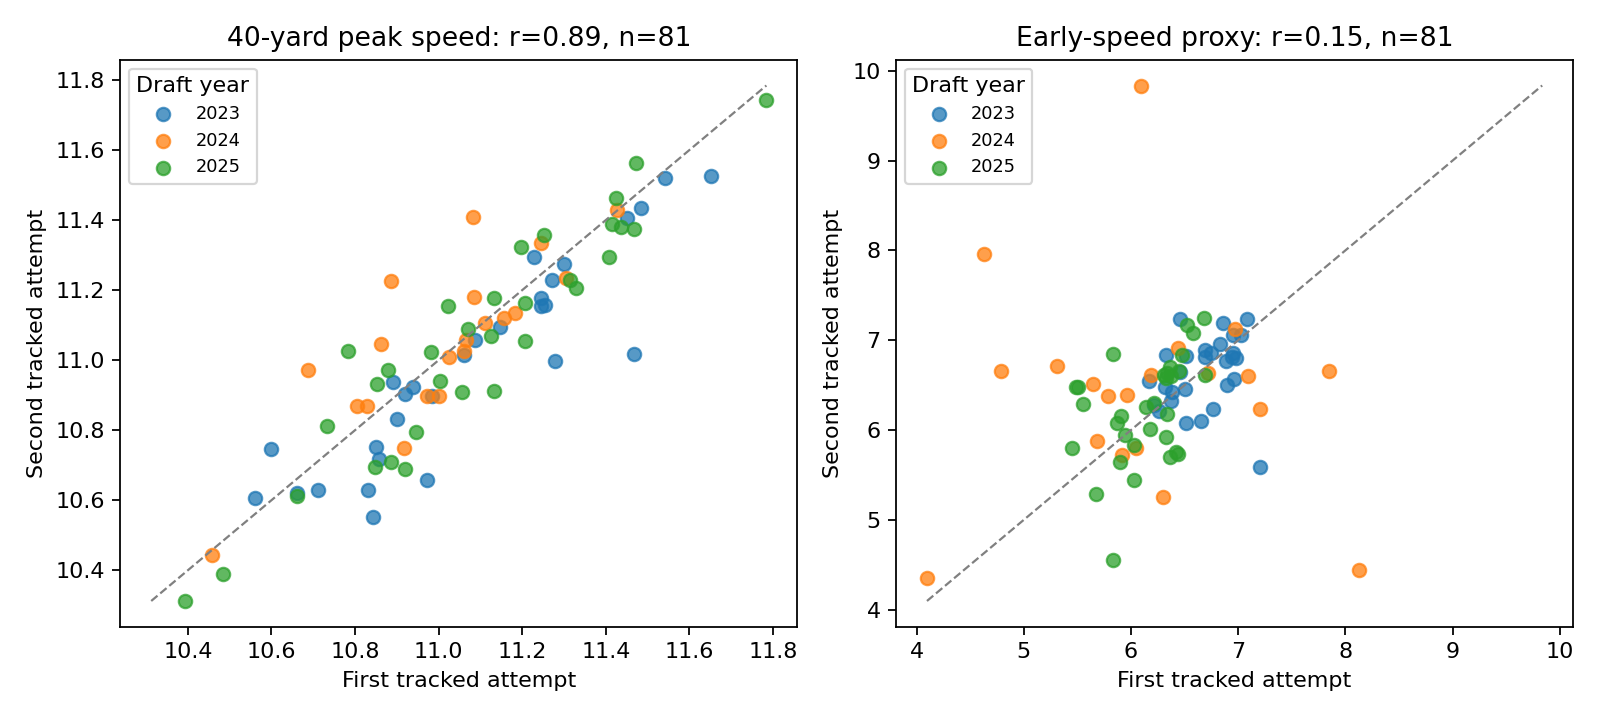 40-yard peak speed: r=0.89, n=81
Draft year
2023
2024
2025
11.8
11.6
11.4
11.2
11.0
10.8
10.6
10.4
Second tracked attempt
10.4 10.6 10.8 11.0 11.2 11.4 11.6 11.8
First tracked attempt
Early-speed proxy: r=0.15, n=81
Draft year
2023
2024
2025
10
9
8
7
6
5
4
Second tracked attempt
4 5 6 7 8 9 10
First tracked attempt